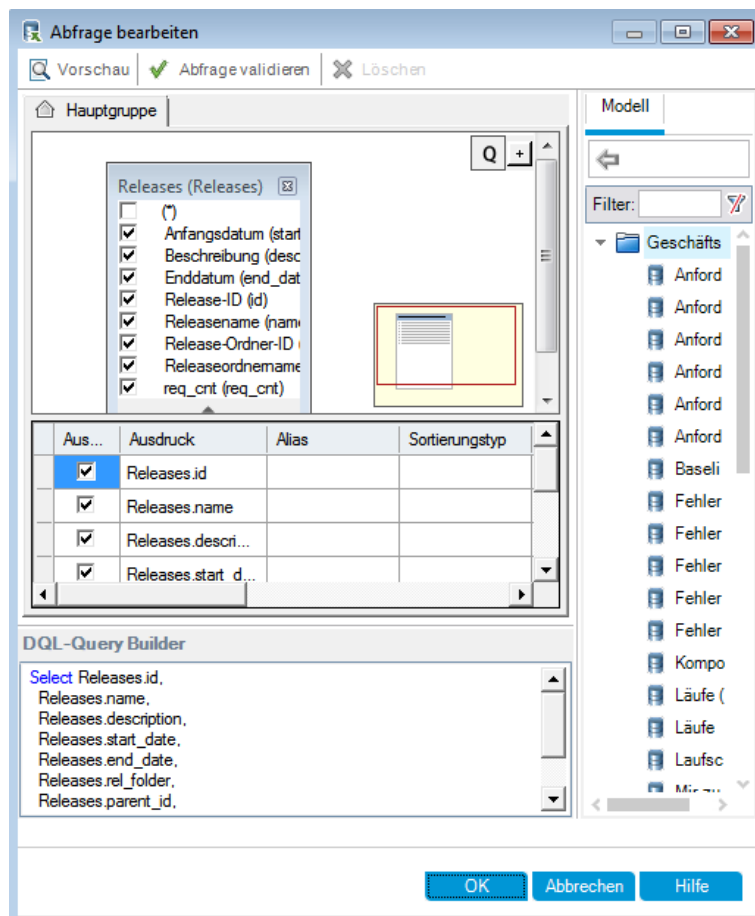 Abfrage bearbeiten
Vorschau Abfrage validieren Löschen
Hauptgruppe
Q +
Releases (Releases)
(*)
Anfangsdatum (start
Beschreibung (desc
Enddatum (end_dat
Release-ID (id)
Releasename (nam
Release-Ordner-ID
Releaseordnername
req_cnt (req_cnt)
Aus... Ausdruck Alias Sortierungstyp
Releases.id
Releases.name
Releases.descri...
Releases.start_d...
DQL-Query Builder
Select Releases.id,
Releases.name,
Releases.description,
Releases.start_date,
Releases.end_date,
Releases.rel_folder,
Releases.parent_id,
Modell
Filter:
Geschäfts
Anford
Anford
Anford
Anford
Anford
Anford
Baseli
Fehler
Fehler
Fehler
Fehler
Fehler
Kompo
Läufe (
Läufe
Laufsc
Mir zu
OK Abbrechen Hilfe